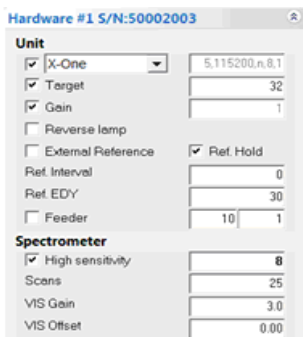 Hardware #1 S/N:50002003
Unit
X-One 5,115200,n,8,1
Target 32
Gain 1
Reverse lamp
External Reference Ref. Hold
Ref. Interval 0
Ref. EDY 30
Feeder 10 1
Spectrometer
High sensitivity 8
Scans 25
VIS Gain 3.0
VIS Offset 0.00